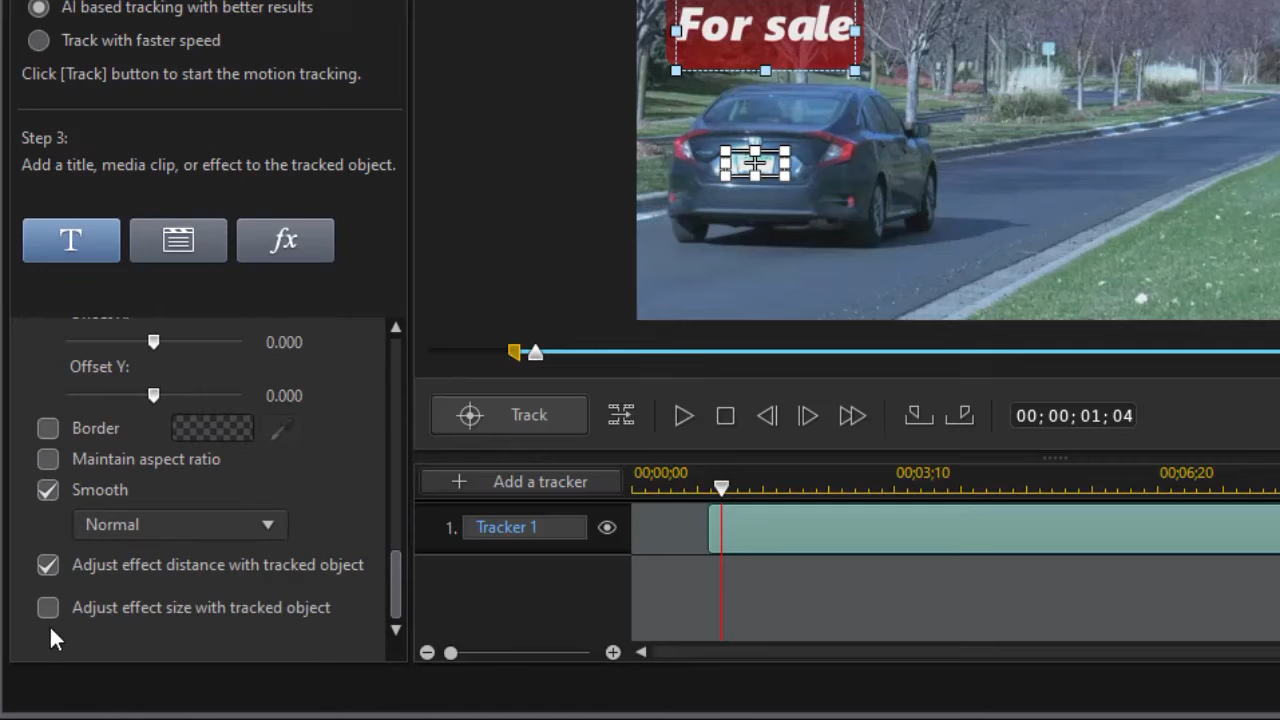 AI based tracking with better results
Track with faster speed
Click [Track] button to start the motion tracking.
Step 3:
Add a title, media clip, or effect to the tracked object.
T
fx
0.000
Offset Y:
0.000
Border
Maintain aspect ratio
Smooth
Normal
Adjust effect distance with tracked object
Adjust effect size with tracked object
For sale
Track
00;00;01;04
Add a tracker
00;00;00
00;03;10
00;06;20
1. Tracker 1